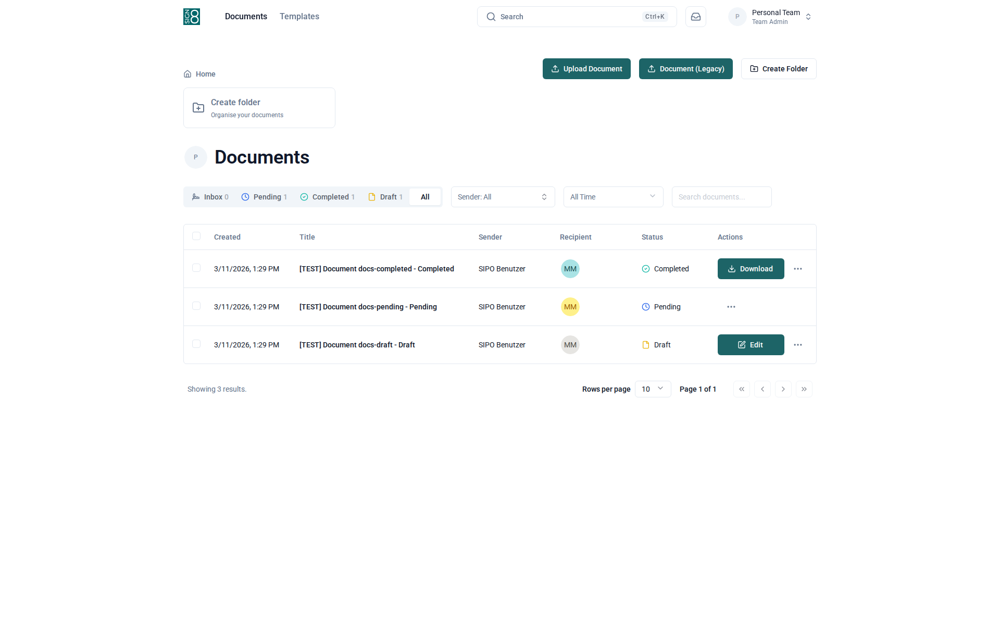 SIGN 8
Documents
Templates
Search
Ctrl+K
P
Personal Team
Team Admin
Home
Upload Document
Document (Legacy)
Create Folder
Create folder
Organise your documents
P
Documents
Inbox 0
Pending 1
Completed 1
Draft 1
All
Sender: All
All Time
Search documents...
Created Title Sender Recipient Status Actions
3/11/2026, 1:29 PM [TEST] Document docs-completed - Completed SIPO Benutzer MM Completed Download
3/11/2026, 1:29 PM [TEST] Document docs-pending - Pending SIPO Benutzer MM Pending
3/11/2026, 1:29 PM [TEST] Document docs-draft - Draft SIPO Benutzer MM Draft Edit
Showing 3 results.
Rows per page 10 Page 1 of 1